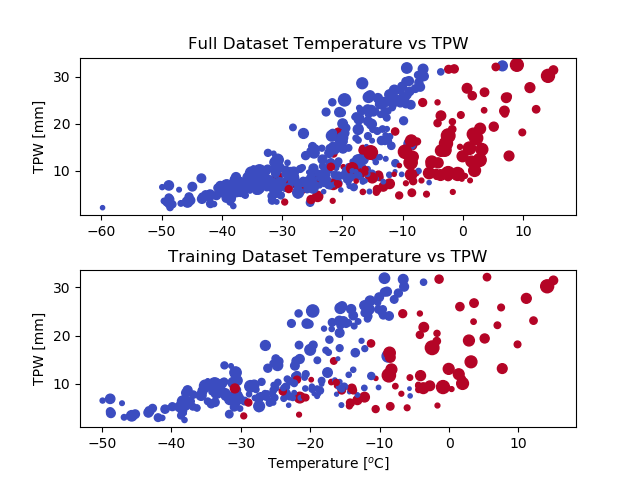 Full Dataset Temperature vs TPW
TPW [mm]
30
20
10
−60 −50 −40 −30 −20 −10 0 10
Training Dataset Temperature vs TPW
TPW [mm]
30
20
10
−50 −40 −30 −20 −10 0 10
Temperature [°C]